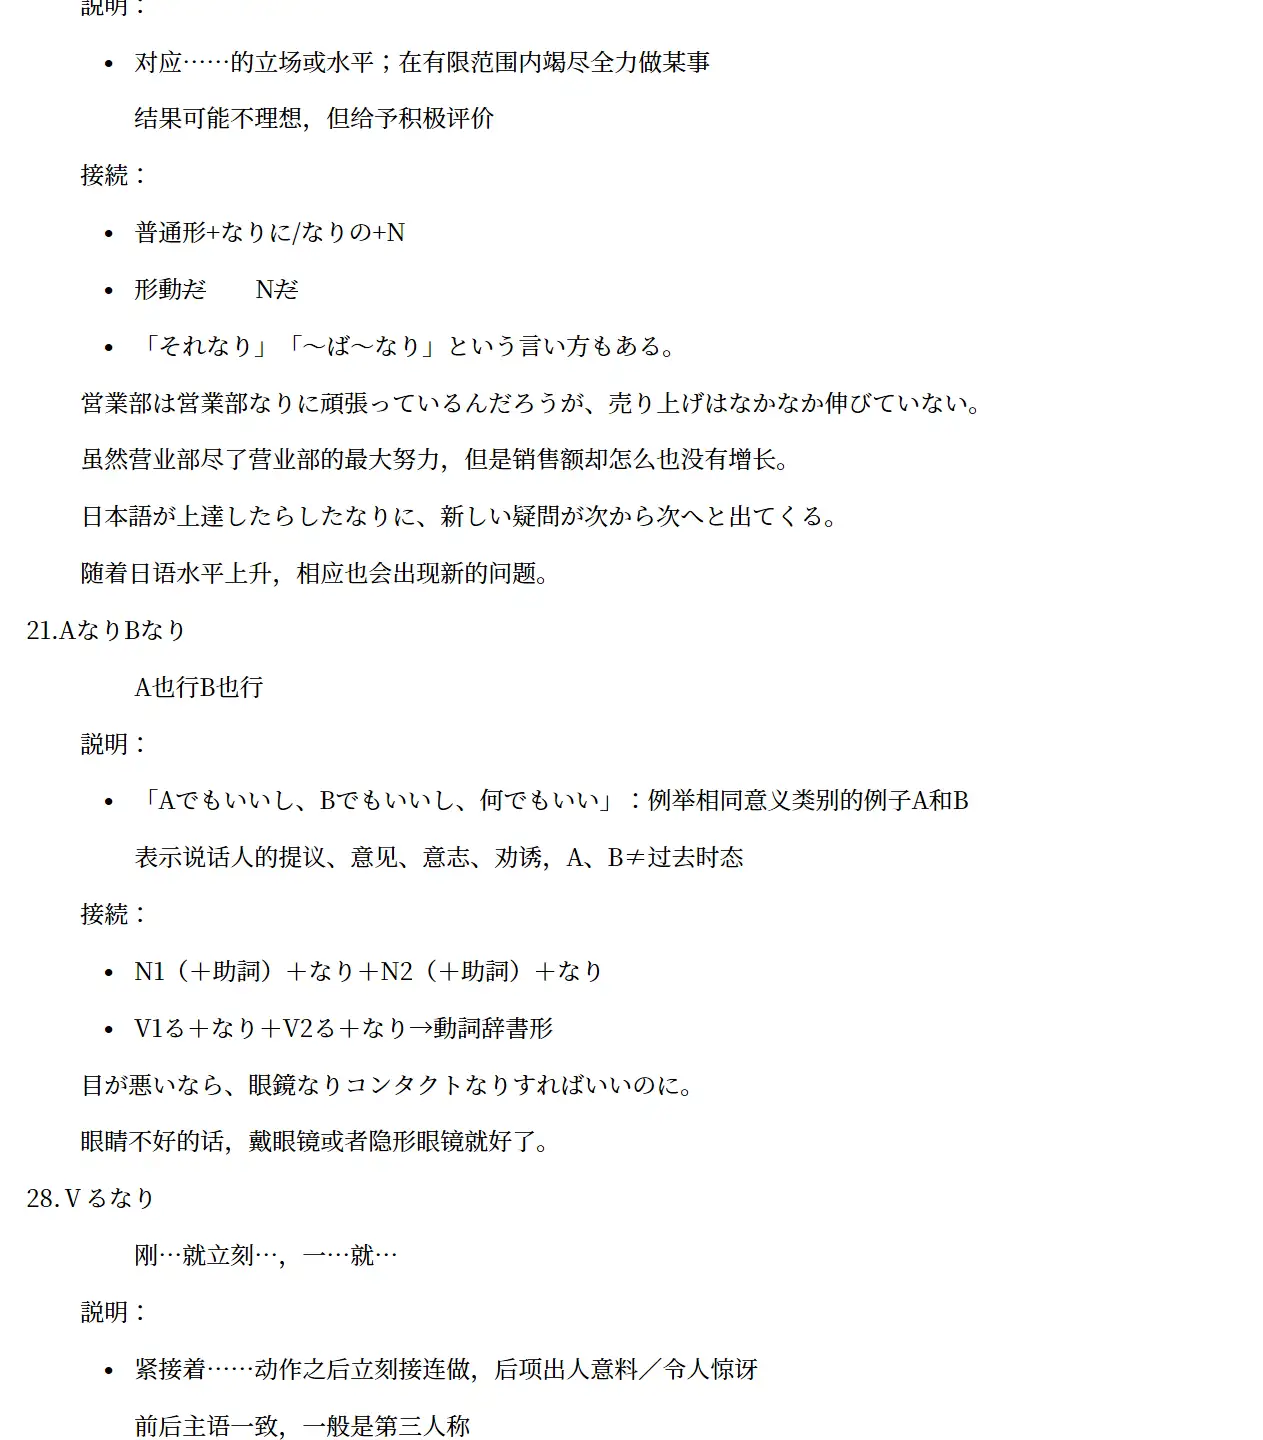 説明：
• 对应……的立场或水平；在有限范围内竭尽全力做某事
结果可能不理想，但给予积极评价
接続：
• 普通形+なりに/なりの+N
• 形動だ　　Nだ
• 「それなり」「～ば～なり」という言い方もある。
営業部は営業部なりに頑張っているんだろうが、売り上げはなかなか伸びていない。
虽然营业部尽了营业部的最大努力，但是销售额却怎么也没有增长。
日本語が上達したらしたなりに、新しい疑問が次から次へと出てくる。
随着日语水平上升，相应也会出现新的问题。
21.AなりBなり
A也行B也行
説明：
• 「Aでもいいし、Bでもいいし、何でもいい」：例举相同意义类别的例子A和B
表示说话人的提议、意见、意志、劝诱，A、B≠过去时态
接続：
• N1（＋助詞）＋なり＋N2（＋助詞）＋なり
• V1る＋なり＋V2る＋なり→動詞辞書形
目が悪いなら、眼鏡なりコンタクトなりすればいいのに。
眼睛不好的话，戴眼镜或者隐形眼镜就好了。
28.Ｖるなり
刚…就立刻…，一…就…
説明：
• 紧接着……动作之后立刻接连做，后项出人意料／令人惊讶
前后主语一致，一般是第三人称